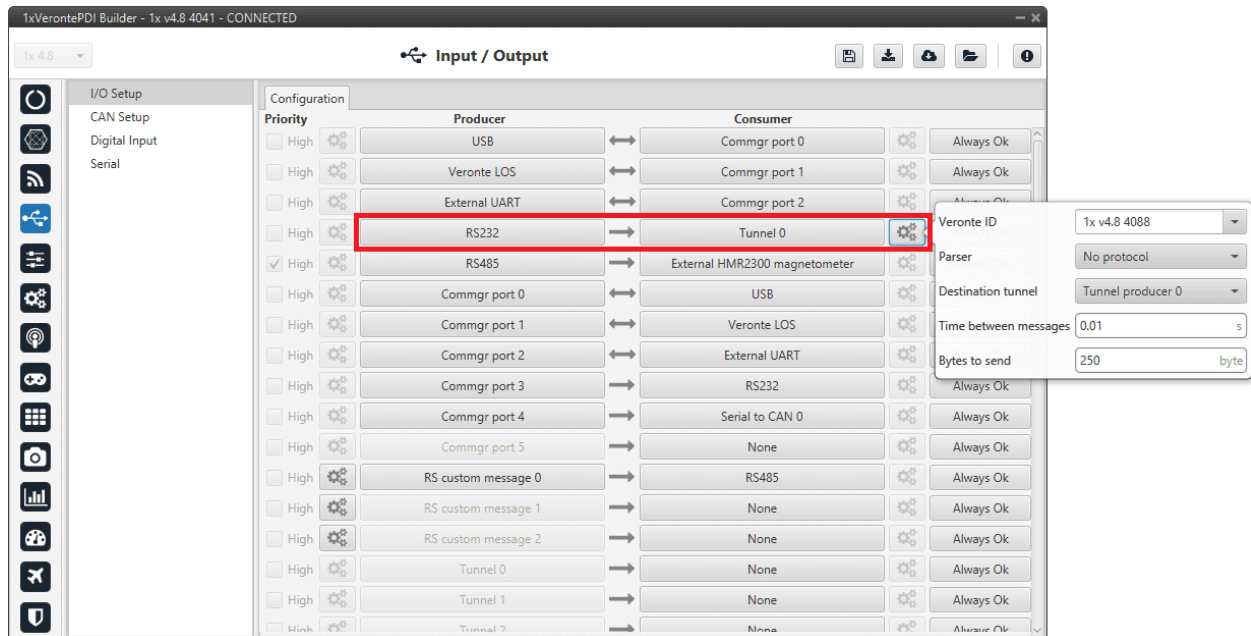 1xVerontePDI Builder - 1x v4.8 4041 - CONNECTED
1x 4.8
Input / Output
I/O Setup
CAN Setup
Digital Input
Serial
Configuration
Priority Producer Consumer
High USB Commgr port 0 Always Ok
High Veronte LOS Commgr port 1 Always Ok
High External UART Commgr port 2 Always Ok
High RS232 Tunnel 0
High RS485 External HMR2300 magnetometer
High Commgr port 0 USB
High Commgr port 1 Veronte LOS
High Commgr port 2 External UART
High Commgr port 3 RS232 Always Ok
High Commgr port 4 Serial to CAN 0 Always Ok
High Commgr port 5 None Always Ok
High RS custom message 0 RS485 Always Ok
High RS custom message 1 None Always Ok
High RS custom message 2 None Always Ok
High Tunnel 0 None Always Ok
High Tunnel 1 None Always Ok
High Tunnel 2 None Always Ok
Veronte ID 1x v4.8 4088
Parser No protocol
Destination tunnel Tunnel producer 0
Time between messages 0.01 s
Bytes to send 250 byte